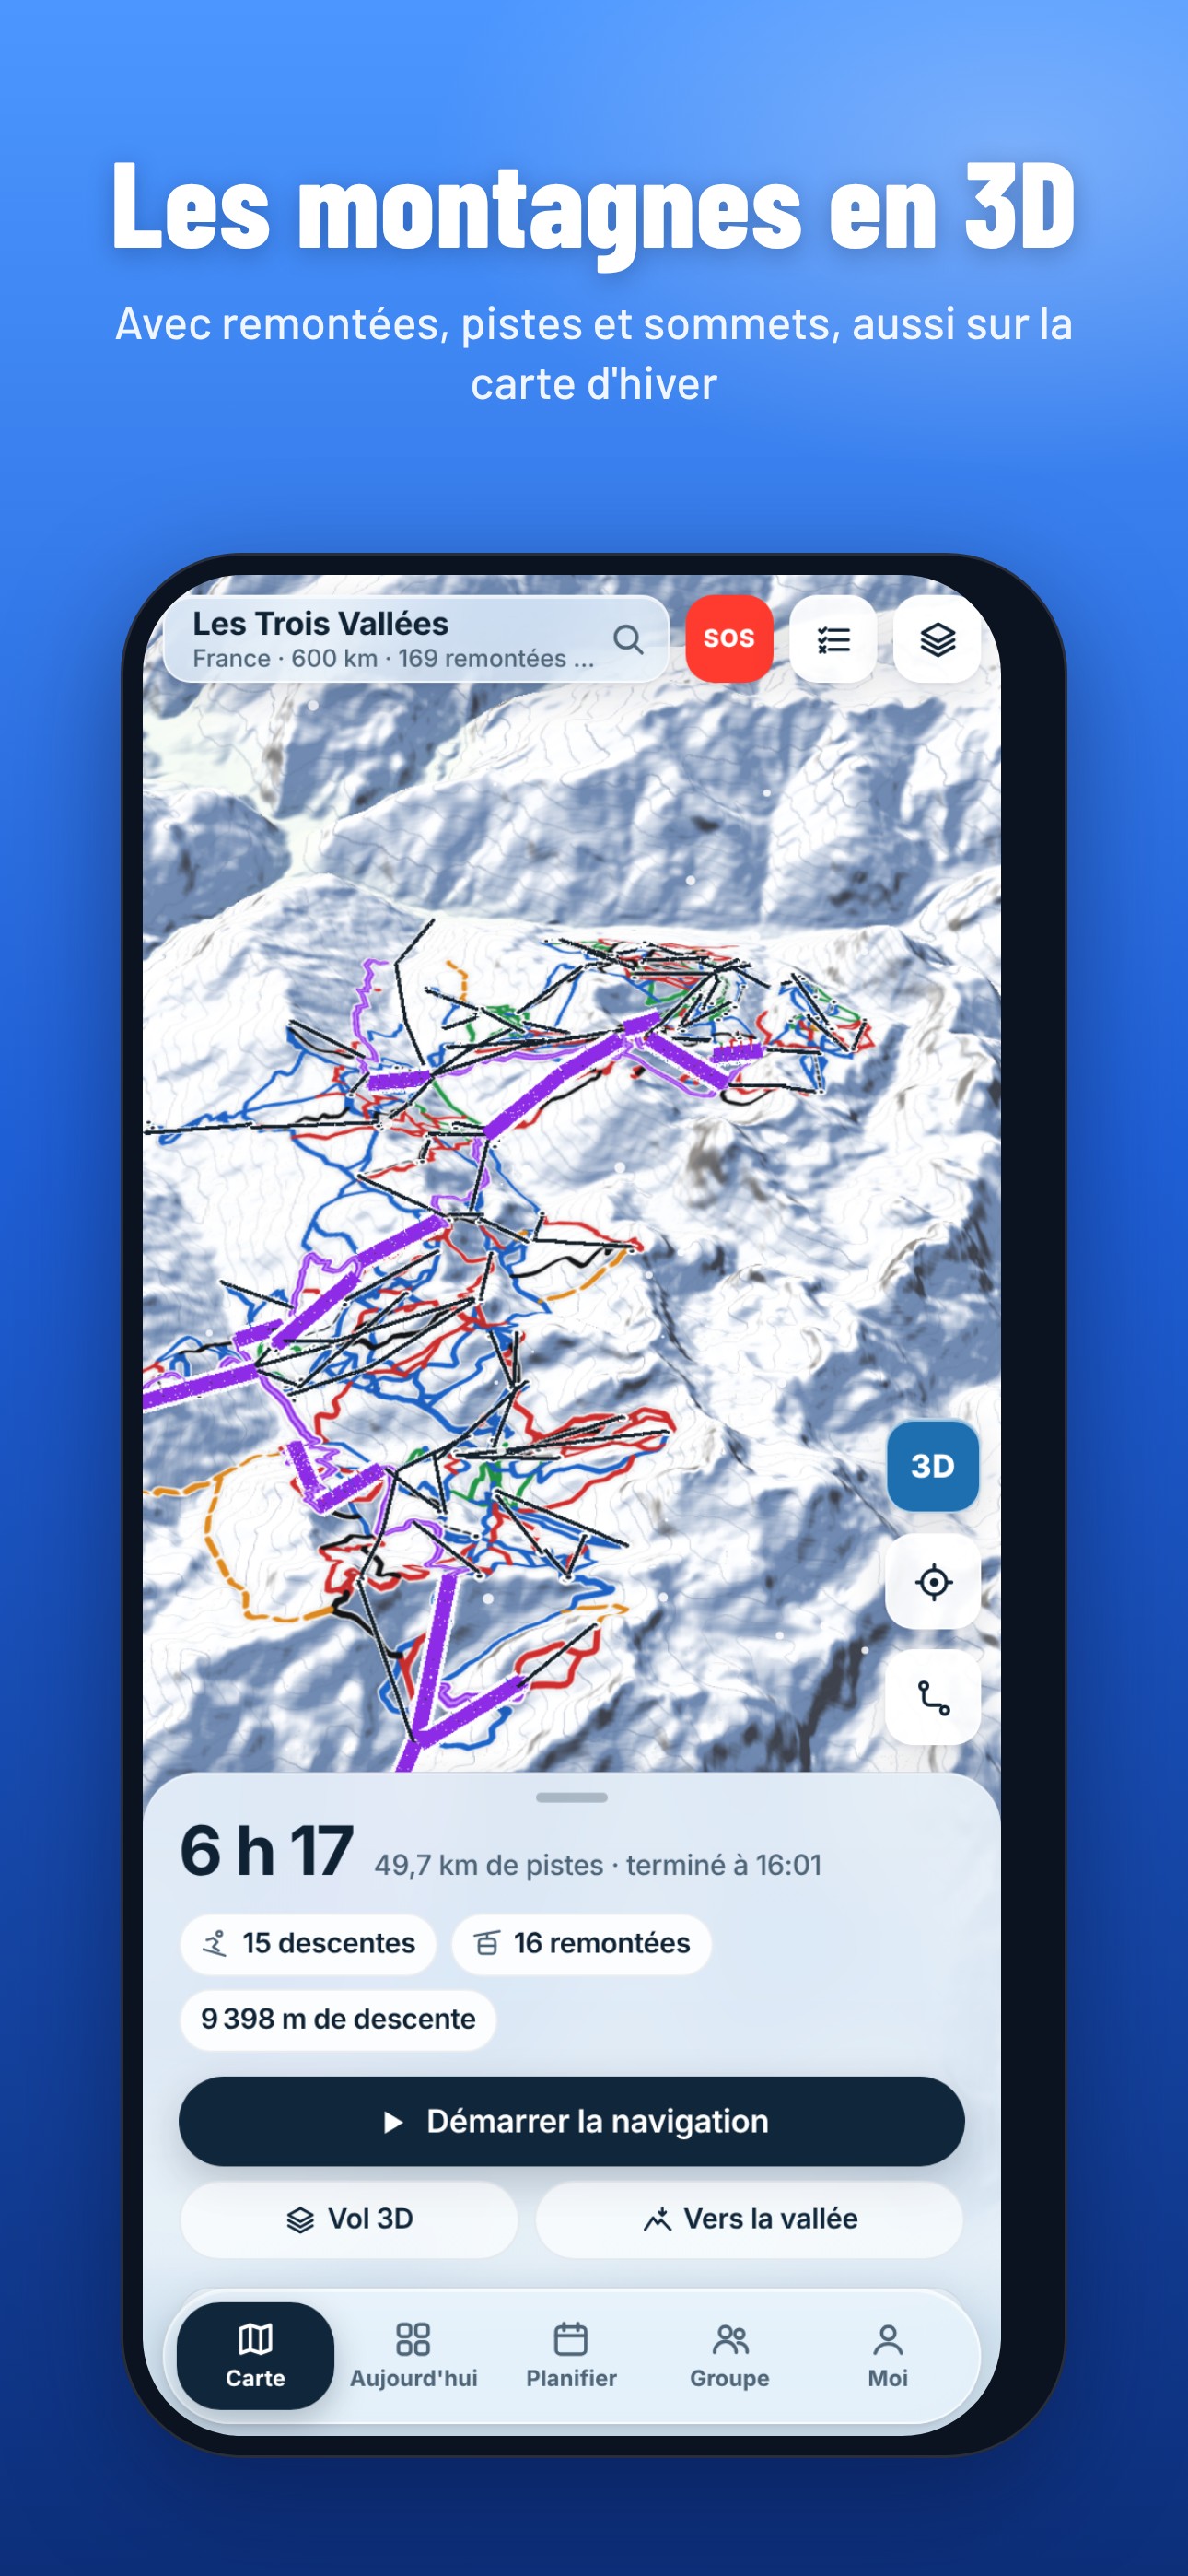 Les montagnes en 3D
Avec remontées, pistes et sommets, aussi sur la
carte d'hiver
Les Trois Vallées
France · 600 km · 169 remontées ...
SOS
3D
6 h 17
49,7 km de pistes · terminé à 16:01
15 descentes
16 remontées
9 398 m de descente
Démarrer la navigation
Vol 3D
Vers la vallée
Carte
Aujourd'hui
Planifier
Groupe
Moi